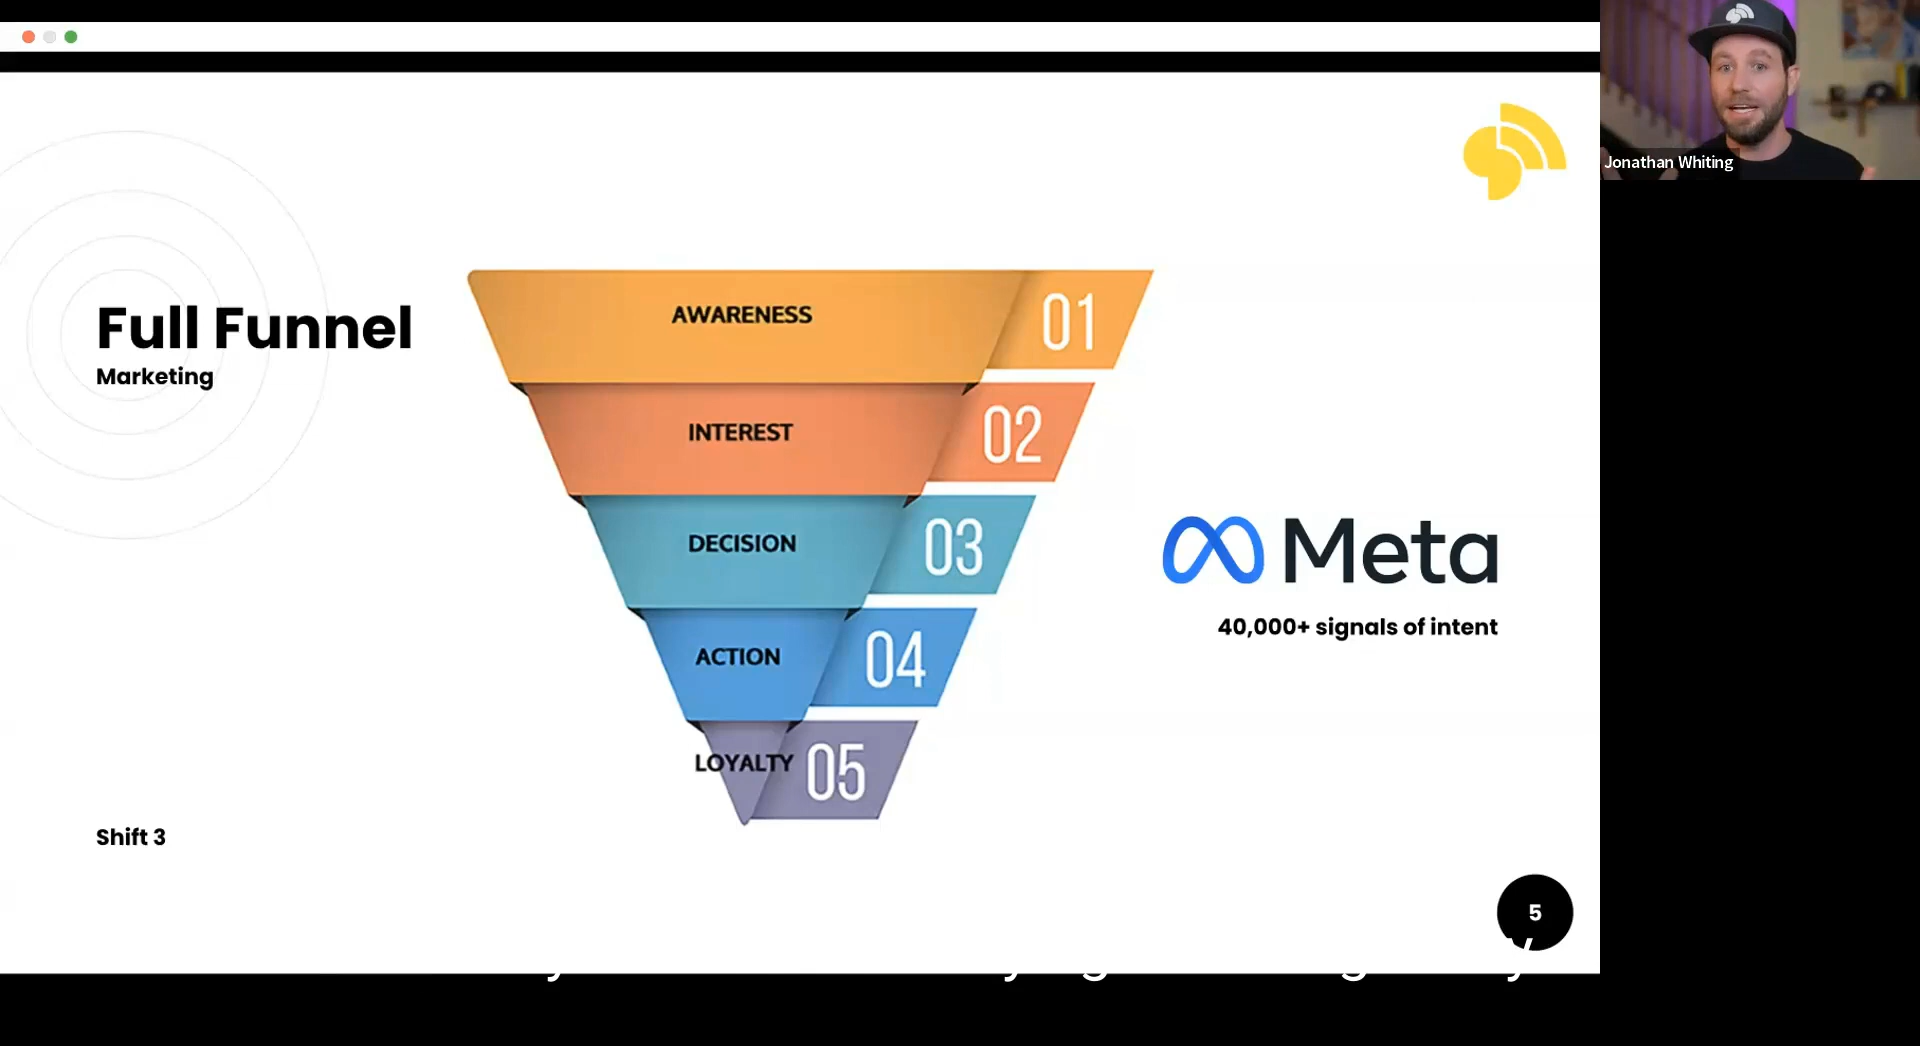 Jonathan Whiting
Full Funnel
Marketing
AWARENESS
01
INTEREST
02
DECISION
03
ACTION
04
LOYALTY
05
Meta
40,000+ signals of intent
Shift 3
5